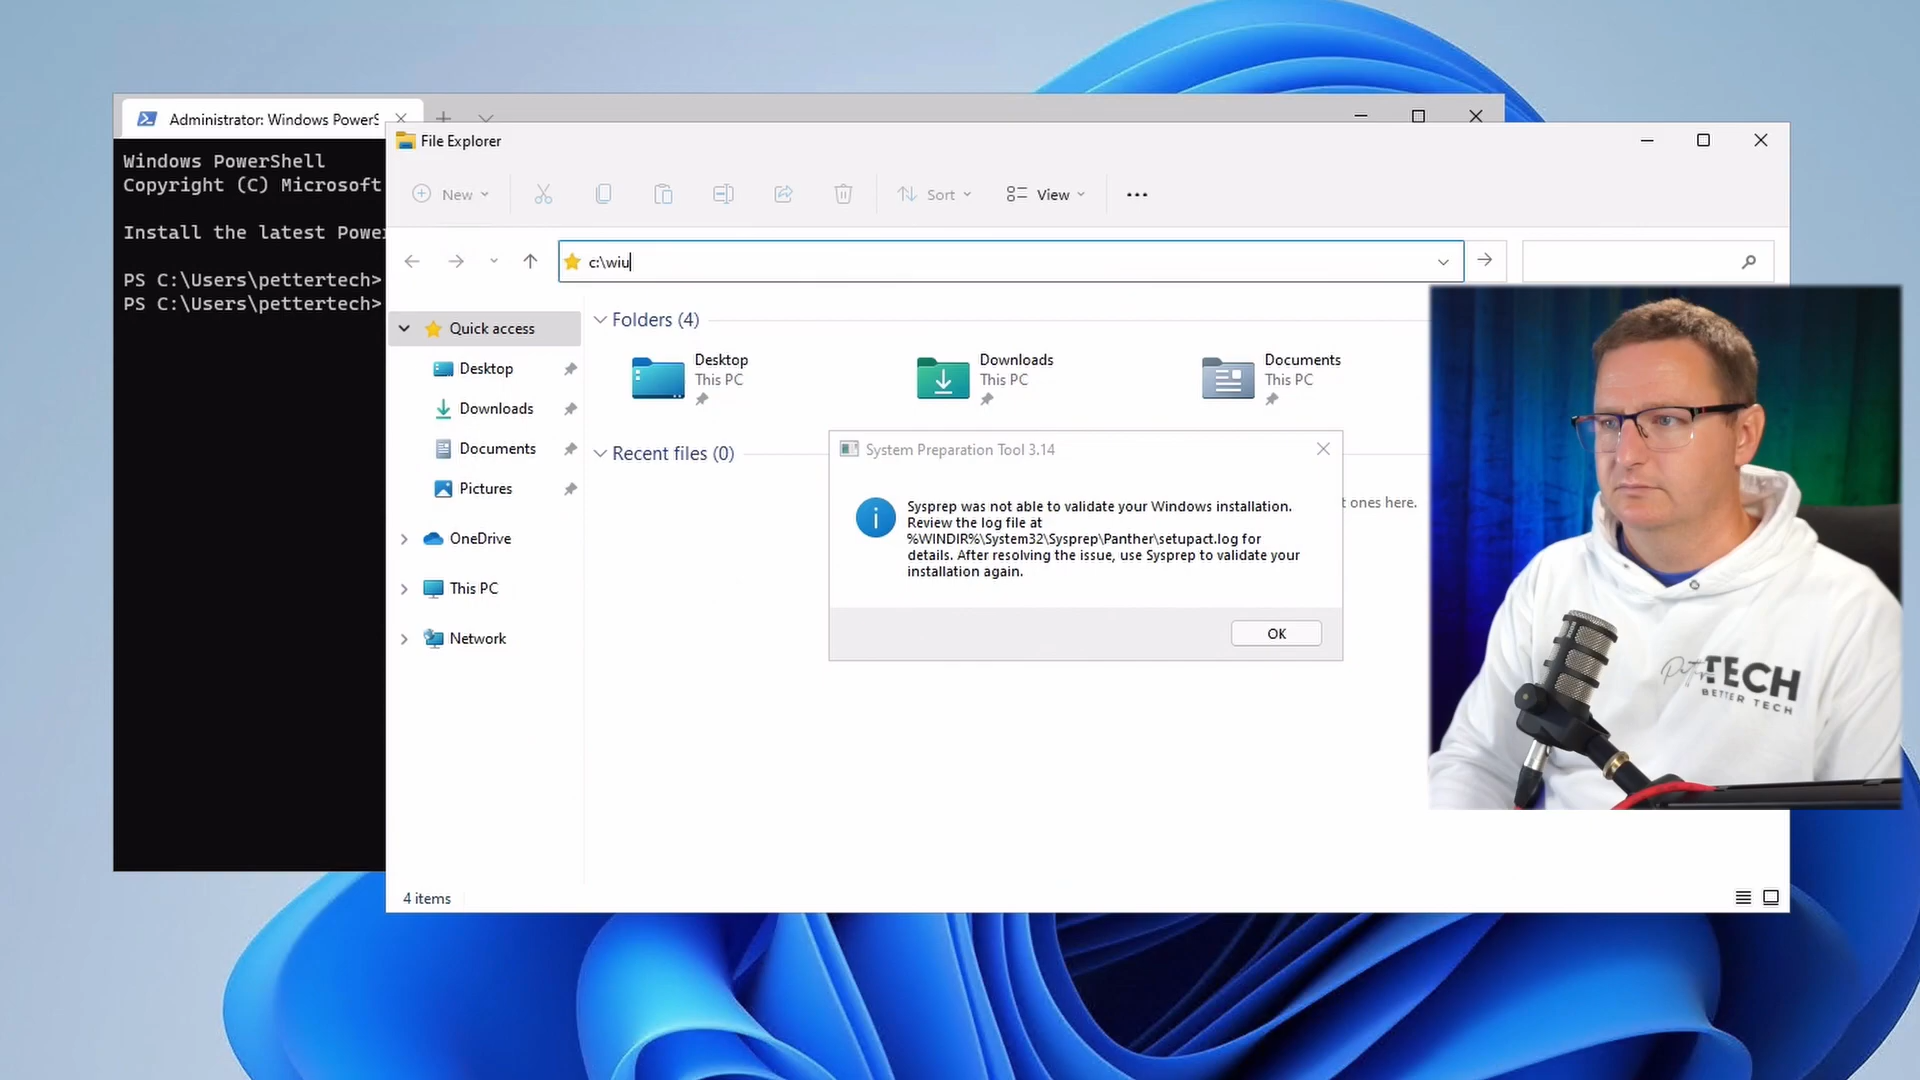 Administrator: Windows PowerS
Windows PowerShell
Copyright (C) Microsoft
Install the latest Power
PS C:\Users\pettertech>
PS C:\Users\pettertech>
File Explorer
New
Sort
View
c:\wiu
Quick access
Desktop
Downloads
Documents
Pictures
OneDrive
This PC
Network
Folders (4)
Desktop
This PC
Downloads
This PC
Documents
This PC
Recent files (0)
t ones here.
System Preparation Tool 3.14
Sysprep was not able to validate your Windows installation.
Review the log file at
%WINDIR%\System32\Sysprep\Panther\setupact.log for
details. After resolving the issue, use Sysprep to validate your
installation again.
OK
TECH
BETTER TECH
4 items